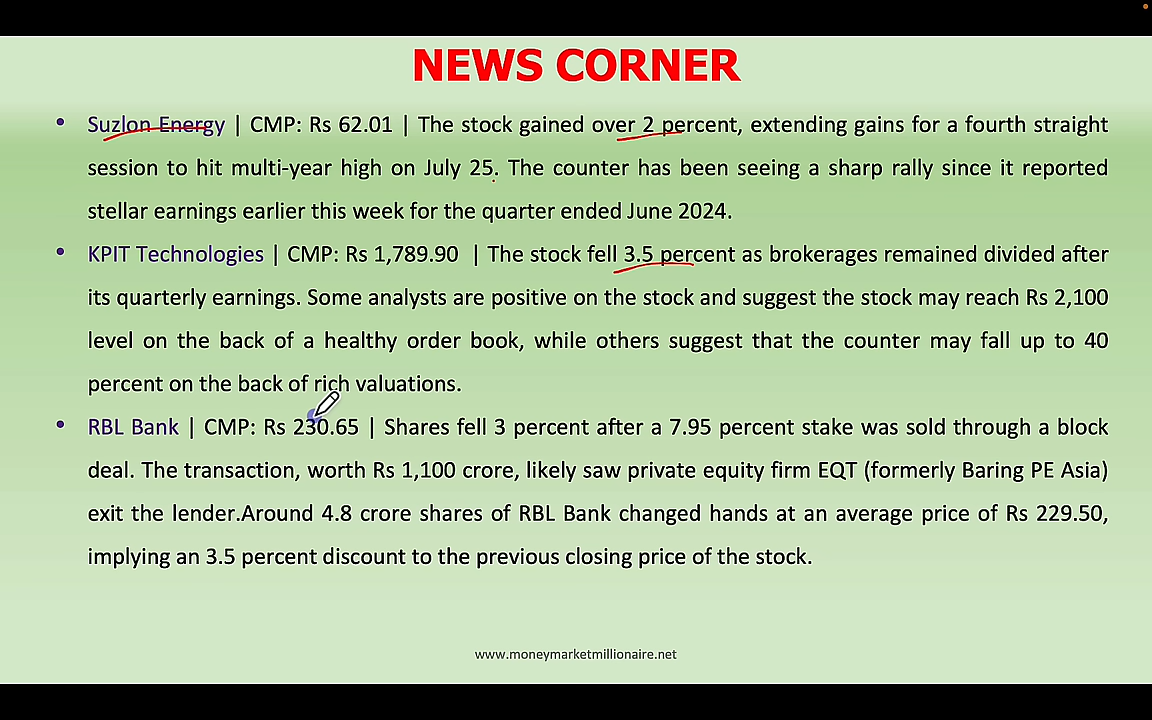 NEWS CORNER
• Suzlon Energy | CMP: Rs 62.01 | The stock gained over 2 percent, extending gains for a fourth straight
session to hit multi-year high on July 25. The counter has been seeing a sharp rally since it reported
stellar earnings earlier this week for the quarter ended June 2024.
• KPIT Technologies | CMP: Rs 1,789.90 | The stock fell 3.5 percent as brokerages remained divided after
its quarterly earnings. Some analysts are positive on the stock and suggest the stock may reach Rs 2,100
level on the back of a healthy order book, while others suggest that the counter may fall up to 40
percent on the back of rich valuations.
• RBL Bank | CMP: Rs 230.65 | Shares fell 3 percent after a 7.95 percent stake was sold through a block
deal. The transaction, worth Rs 1,100 crore, likely saw private equity firm EQT (formerly Baring PE Asia)
exit the lender.Around 4.8 crore shares of RBL Bank changed hands at an average price of Rs 229.50,
implying an 3.5 percent discount to the previous closing price of the stock.
www.moneymarketmillionaire.net